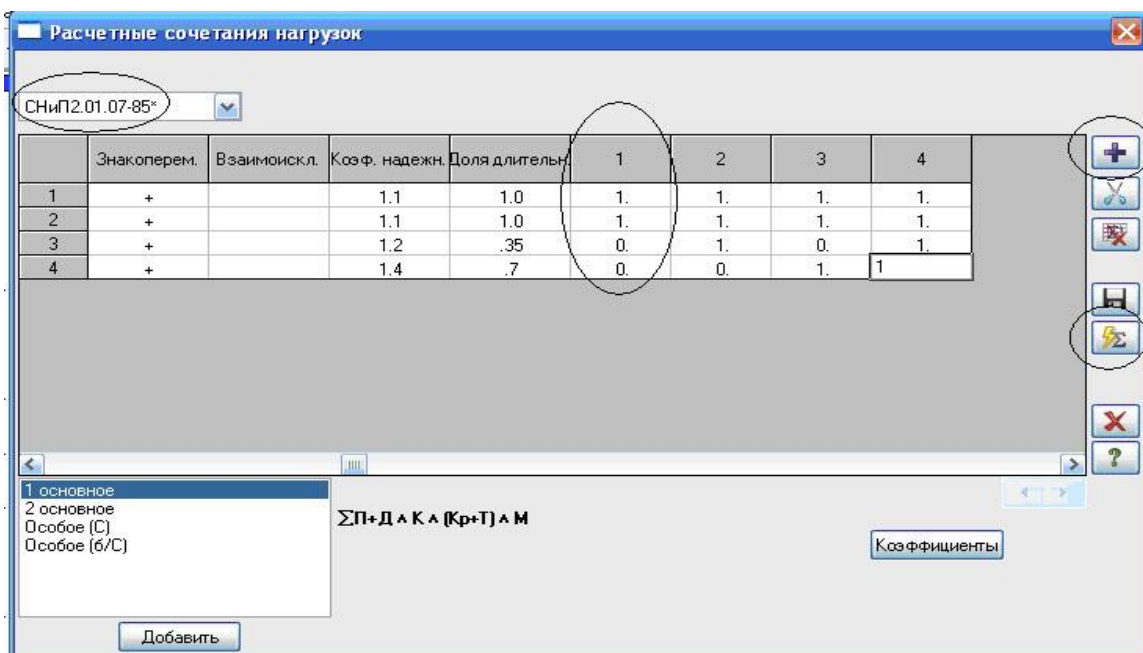 Расчетные сочетания нагрузок
СНиП2.01.07-85*
Знакоперем. Взаимоискл. Коэф. надежн. Доля длительн. 1 2 3 4
1 + 1.1 1.0 1. 1. 1. 1.
2 + 1.1 1.0 1. 1. 1. 1.
3 + 1.2 .35 0. 1. 0. 1.
4 + 1.4 .7 0. 0. 1. 1
?
1 основное
2 основное
Особое (С)
Особое (б/С)
∑П+Д ∧ К ∧ (Кр+Т) ∧ М
Коэффициенты
Добавить